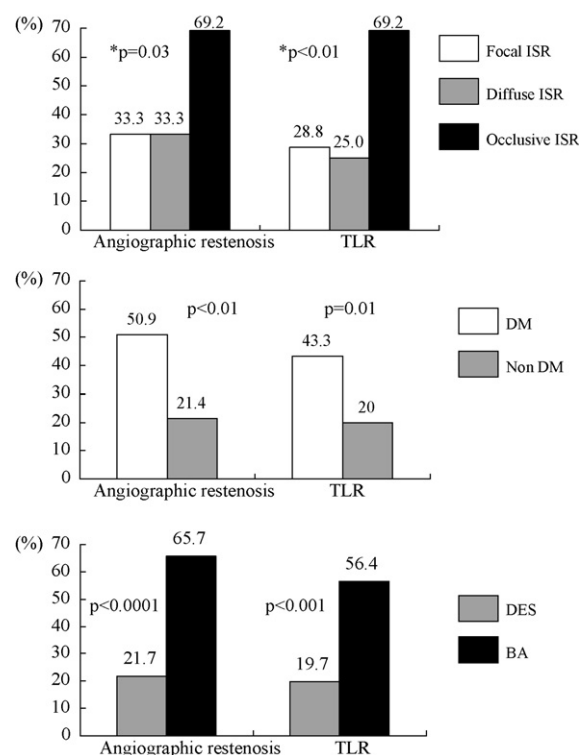 (%)
70
60
50
40
30
20
10
0
*p=0.03
*p<0.01
33.3 33.3 69.2
28.8 25.0 69.2
Angiographic restenosis TLR
Focal ISR
Diffuse ISR
Occlusive ISR
(%)
70
60
50
40
30
20
10
0
p<0.01
p=0.01
50.9 21.4
43.3 20
Angiographic restenosis TLR
DM
Non DM
(%)
70
60
50
40
30
20
10
0
p<0.0001
p<0.001
21.7 65.7
19.7 56.4
Angiographic restenosis TLR
DES
BA